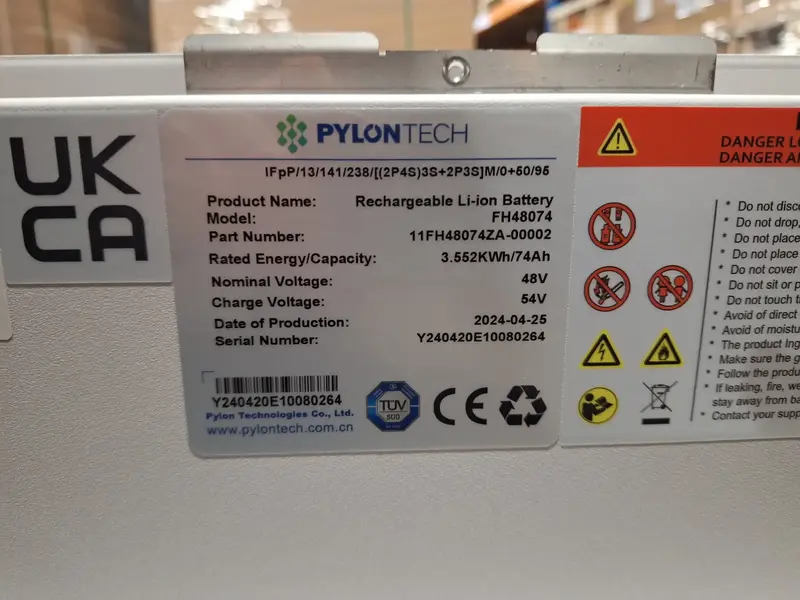 UK
CA
PYLONTECH
IFpP/13/141/238/[(2P4S)3S+2P3S]M/0+50/95
Product Name: Rechargeable Li-ion Battery
Model: FH48074
Part Number: 11FH48074ZA-00002
Rated Energy/Capacity: 3.552KWh/74Ah
Nominal Voltage: 48V
Charge Voltage: 54V
Date of Production: 2024-04-25
Serial Number: Y240420E10080264
Y240420E10080264
Pylon Technologies Co., Ltd.
www.pylontech.com.cn
TÜV
SÜD
CE
DANGER
DANGER
* Do not
* Do not drop,
* Do not place
* Do not place
* Do not cover
* Do not sit or
* Do not touch
* Avoid of direct
* Avoid of
* The product
* Make sure the
* Follow the
* If leaking, fire,
stay away from
* Contact your